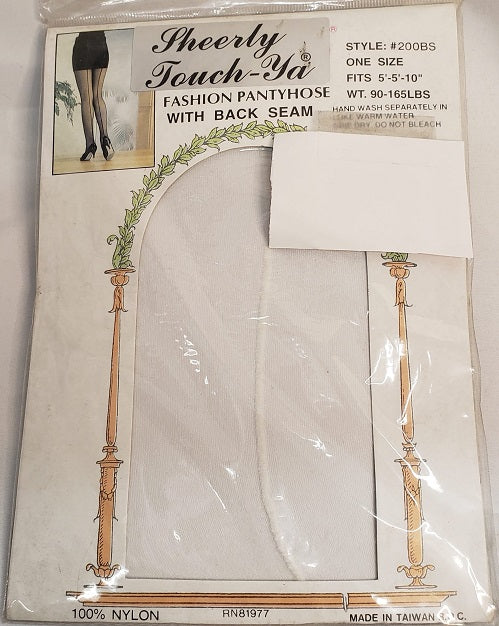 Sheerly
Touch-Ya®
®
FASHION PANTYHOSE
WITH BACK SEAM
STYLE: #200BS
ONE SIZE
FITS 5'-5'-10"
WT. 90-165LBS
HAND WASH SEPARATELY IN
WARM WATER
DRY DO NOT BLEACH
100% NYLON
RN81977
MADE IN TAIWAN R.O.C.